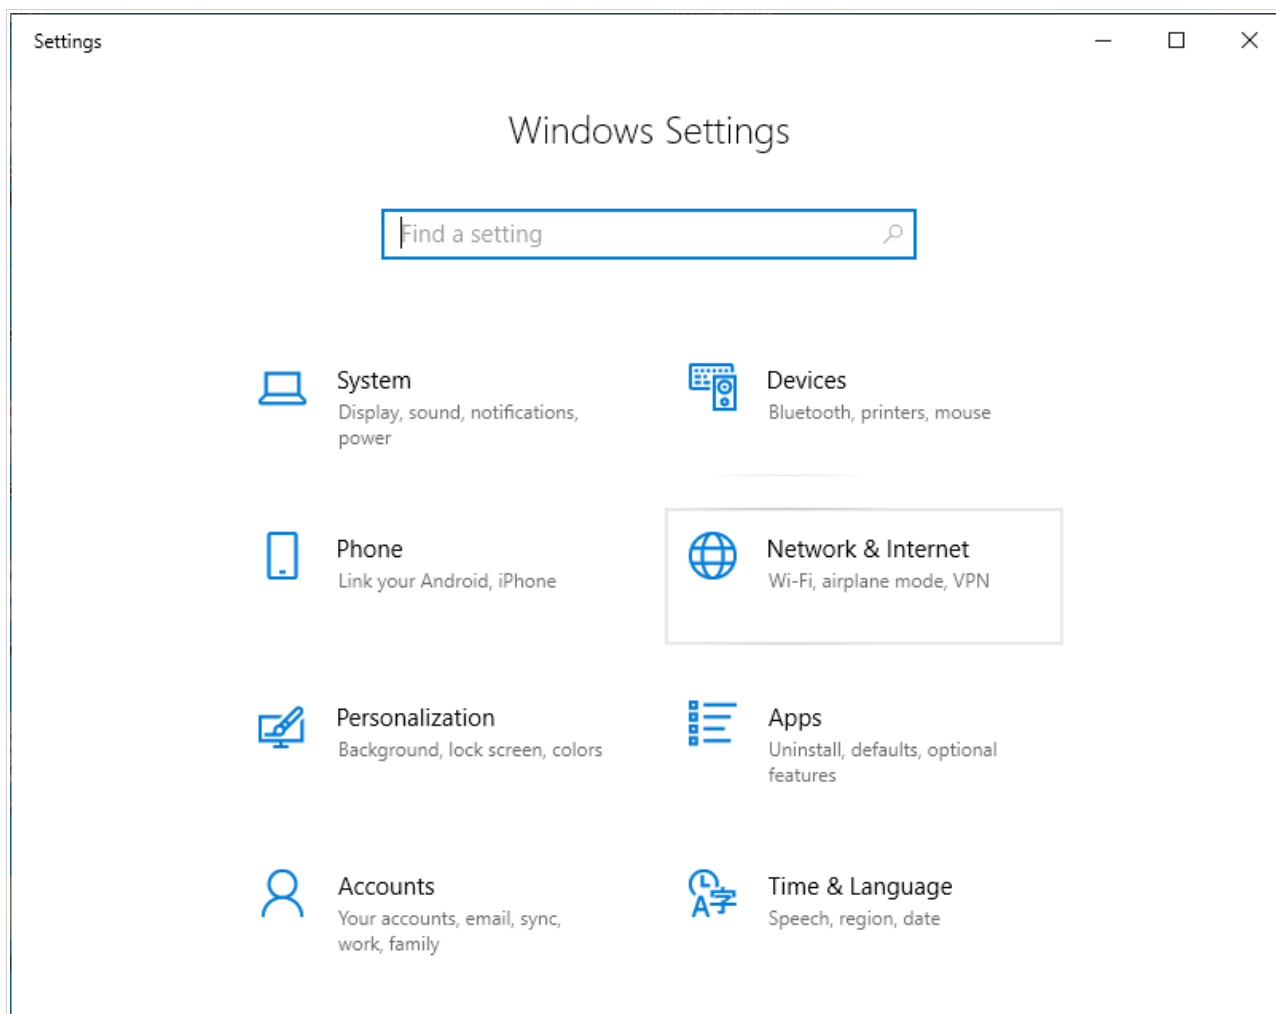 Settings
Windows Settings
Find a setting
System
Display, sound, notifications,
power
Devices
Bluetooth, printers, mouse
Phone
Link your Android, iPhone
Network & Internet
Wi-Fi, airplane mode, VPN
Personalization
Background, lock screen, colors
Apps
Uninstall, defaults, optional
features
Accounts
Your accounts, email, sync,
work, family
Time & Language
Speech, region, date